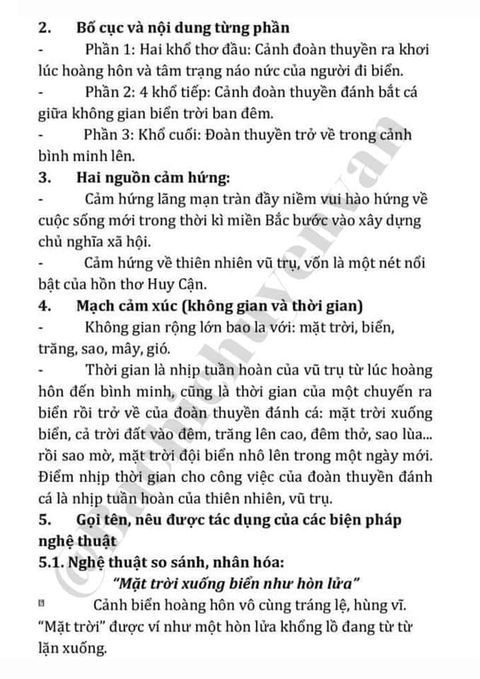 2. Bố cục và nội dung từng phần
- Phần 1: Hai khổ thơ đầu: Cảnh đoàn thuyền ra khơi
lúc hoàng hôn và tâm trạng náo nức của người đi biển.
- Phần 2: 4 khổ tiếp: Cảnh đoàn thuyền đánh bắt cá
giữa không gian biển trời ban đêm.
- Phần 3: Khổ cuối: Đoàn thuyền trở về trong cảnh
bình minh lên.
3. Hai nguồn cảm hứng:
- Cảm hứng lãng mạn tràn đầy niềm vui hào hứng về
cuộc sống mới trong thời kì miền Bắc bước vào xây dựng
chủ nghĩa xã hội.
- Cảm hứng về thiên nhiên vũ trụ, vốn là một nét nổi
bật của hồn thơ Huy Cận.
4. Mạch cảm xúc (không gian và thời gian)
- Không gian rộng lớn bao la với: mặt trời, biển,
trăng, sao, mây, gió.
- Thời gian là nhịp tuần hoàn của vũ trụ từ lúc hoàng
hôn đến bình minh, cũng là thời gian của một chuyến ra
biển rồi trở về của đoàn thuyền đánh cá: mặt trời xuống
biển, cả trời đất vào đêm, trăng lên cao, đêm thở, sao lùa...
rồi sao mờ, mặt trời đội biển nhô lên trong một ngày mới.
Điểm nhịp thời gian cho công việc của đoàn thuyền đánh
cá là nhịp tuần hoàn của thiên nhiên, vũ trụ.
5. Gọi tên, nêu được tác dụng của các biện pháp
nghệ thuật
5.1. Nghệ thuật so sánh, nhân hóa:
“Mặt trời xuống biển như hòn lửa”
Cảnh biển hoàng hôn vô cùng tráng lệ, hùng vĩ.
“Mặt trời” được ví như một hòn lửa khổng lồ đang từ từ
lặn xuống.